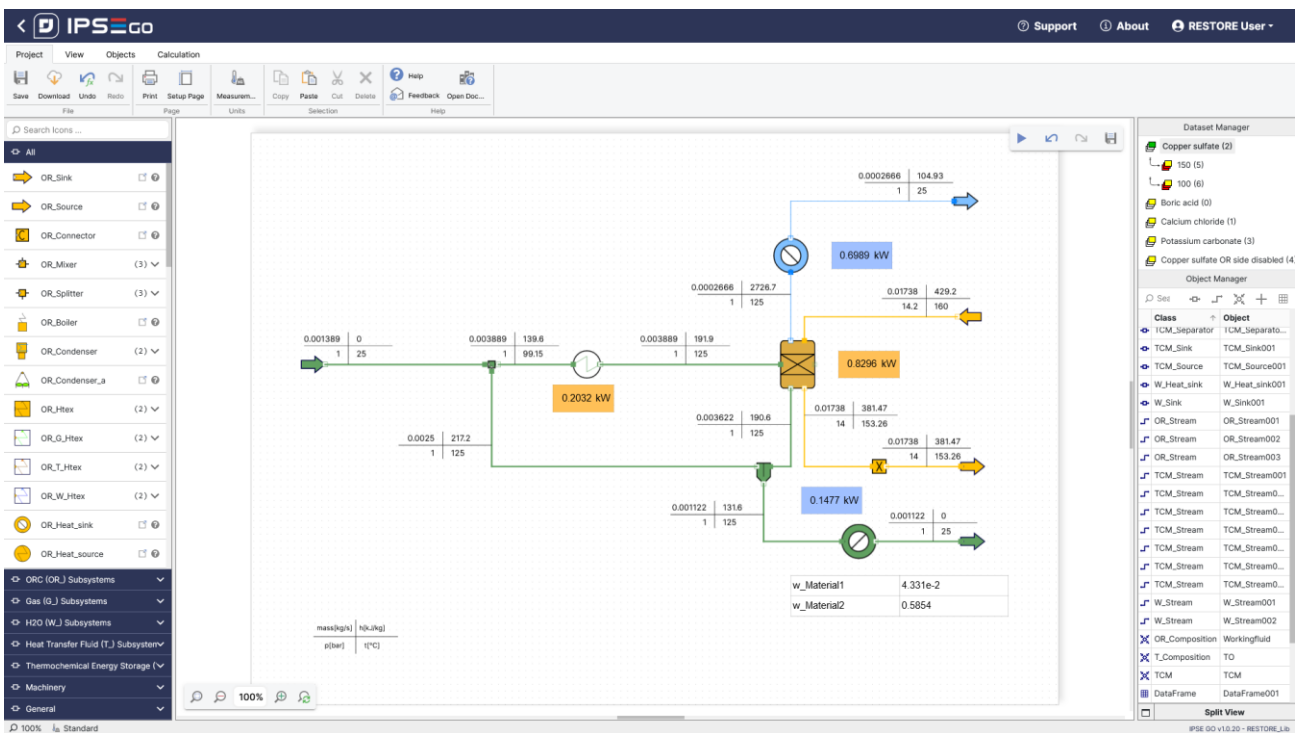 IPSEGO
Support
About
RESTORE User
Project
View
Objects
Calculation
Save
Download
Undo
Redo
Print
Setup Page
Measurem...
Copy
Paste
Cut
Delete
Help
Feedback
Open Doc...
File
Page
Units
Selection
Help
Search Icons ...
All
OR_Sink
OR_Source
OR_Connector
OR_Mixer (3)
OR_Splitter (3)
OR_Boiler
OR_Condenser (2)
OR_Condenser_a
OR_Htex (2)
OR_G_Htex (2)
OR_T_Htex (2)
OR_W_Htex (2)
OR_Heat_sink
OR_Heat_source
ORC (OR_) Subsystems
Gas (G_) Subsystems
H2O (W_) Subsystems
Heat Transfer Fluid (T_) Subsystem
Thermochemical Energy Storage (
Machinery
General
100% Standard
0.0002666 104.93
1 25
0.6989 kW
0.0002666 2726.7
1 125
0.01738 429.2
14.2 160
0.001389 0
1 25
0.003889 139.6
1 99.15
0.003889 191.9
1 125
0.8296 kW
0.2032 kW
0.003622 190.6
1 125
0.01738 381.47
14 153.26
0.0025 217.2
1 125
0.01738 381.47
14 153.26
0.1477 kW
0.001122 131.6
1 125
0.001122 0
1 25
w_Material1 4.331e-2
w_Material2 0.5854
mass[kg/s] h[kJ/kg]
p[bar] t[°C]
100%
Dataset Manager
Copper sulfate (2)
150 (5)
100 (6)
Boric acid (0)
Calcium chloride (1)
Potassium carbonate (3)
Copper sulfate OR side disabled (4
Object Manager
Sea
Class Object
TCM_Separator TCM_Separato...
TCM_Sink TCM_Sink001
TCM_Source TCM_Source001
W_Heat_sink W_Heat_sink001
W_Sink W_Sink001
OR_Stream OR_Stream001
OR_Stream OR_Stream002
OR_Stream OR_Stream003
TCM_Stream TCM_Stream001
TCM_Stream TCM_Stream0...
TCM_Stream TCM_Stream0...
TCM_Stream TCM_Stream0...
TCM_Stream TCM_Stream0...
TCM_Stream TCM_Stream0...
TCM_Stream TCM_Stream0...
W_Stream W_Stream001
W_Stream W_Stream002
OR_Composition Workingfluid
T_Composition TO
TCM TCM
DataFrame DataFrame001
Split View
IPSE GO v1.0.20 - RESTORE_Lib